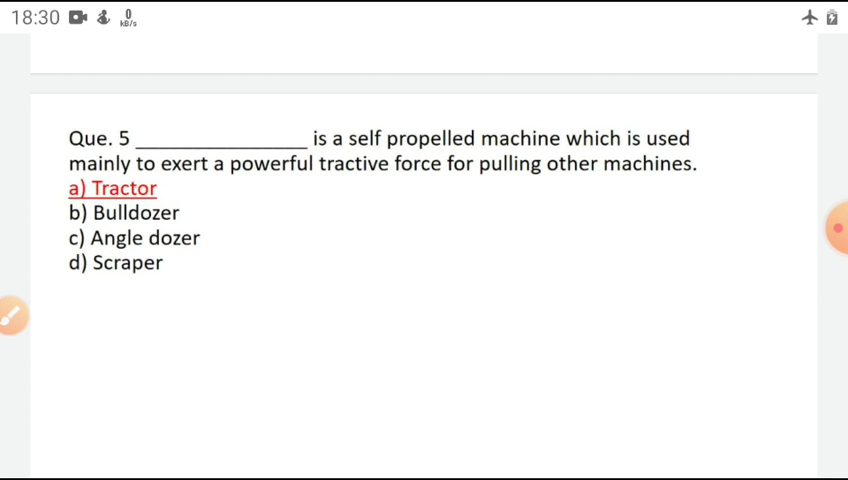 18:30 0 kB/s
Que. 5 ________________ is a self propelled machine which is used
mainly to exert a powerful tractive force for pulling other machines.
a) Tractor
b) Bulldozer
c) Angle dozer
d) Scraper